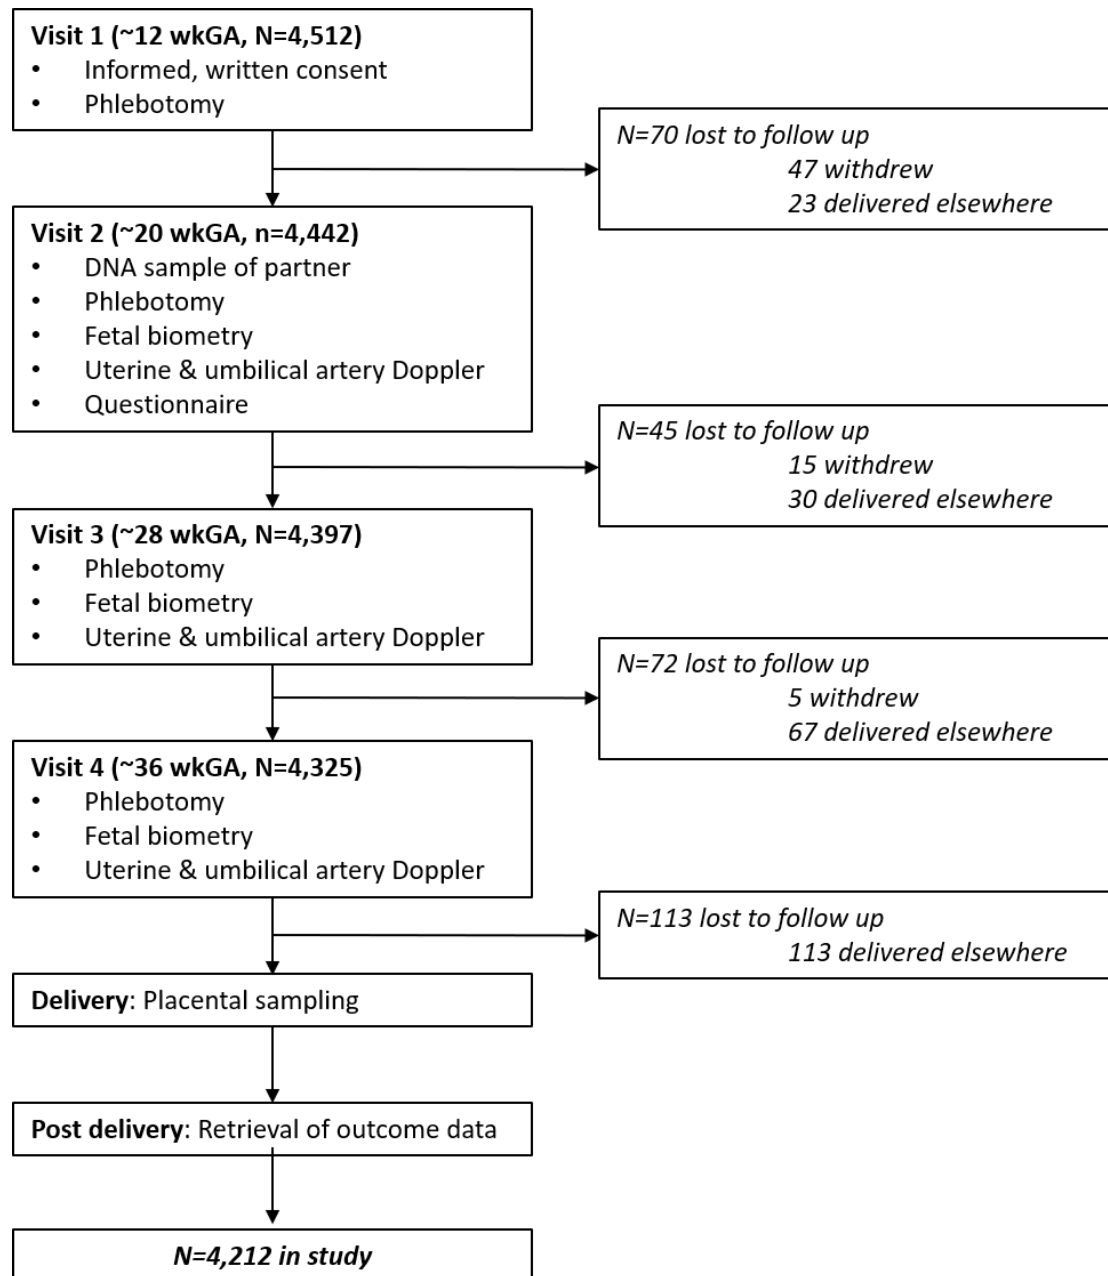 Visit 1 (~12 wkGA, N=4,512)
• Informed, written consent
• Phlebotomy
N=70 lost to follow up
47 withdrew
23 delivered elsewhere
Visit 2 (~20 wkGA, n=4,442)
• DNA sample of partner
• Phlebotomy
• Fetal biometry
• Uterine & umbilical artery Doppler
• Questionnaire
N=45 lost to follow up
15 withdrew
30 delivered elsewhere
Visit 3 (~28 wkGA, N=4,397)
• Phlebotomy
• Fetal biometry
• Uterine & umbilical artery Doppler
N=72 lost to follow up
5 withdrew
67 delivered elsewhere
Visit 4 (~36 wkGA, N=4,325)
• Phlebotomy
• Fetal biometry
• Uterine & umbilical artery Doppler
N=113 lost to follow up
113 delivered elsewhere
Delivery: Placental sampling
Post delivery: Retrieval of outcome data
N=4,212 in study